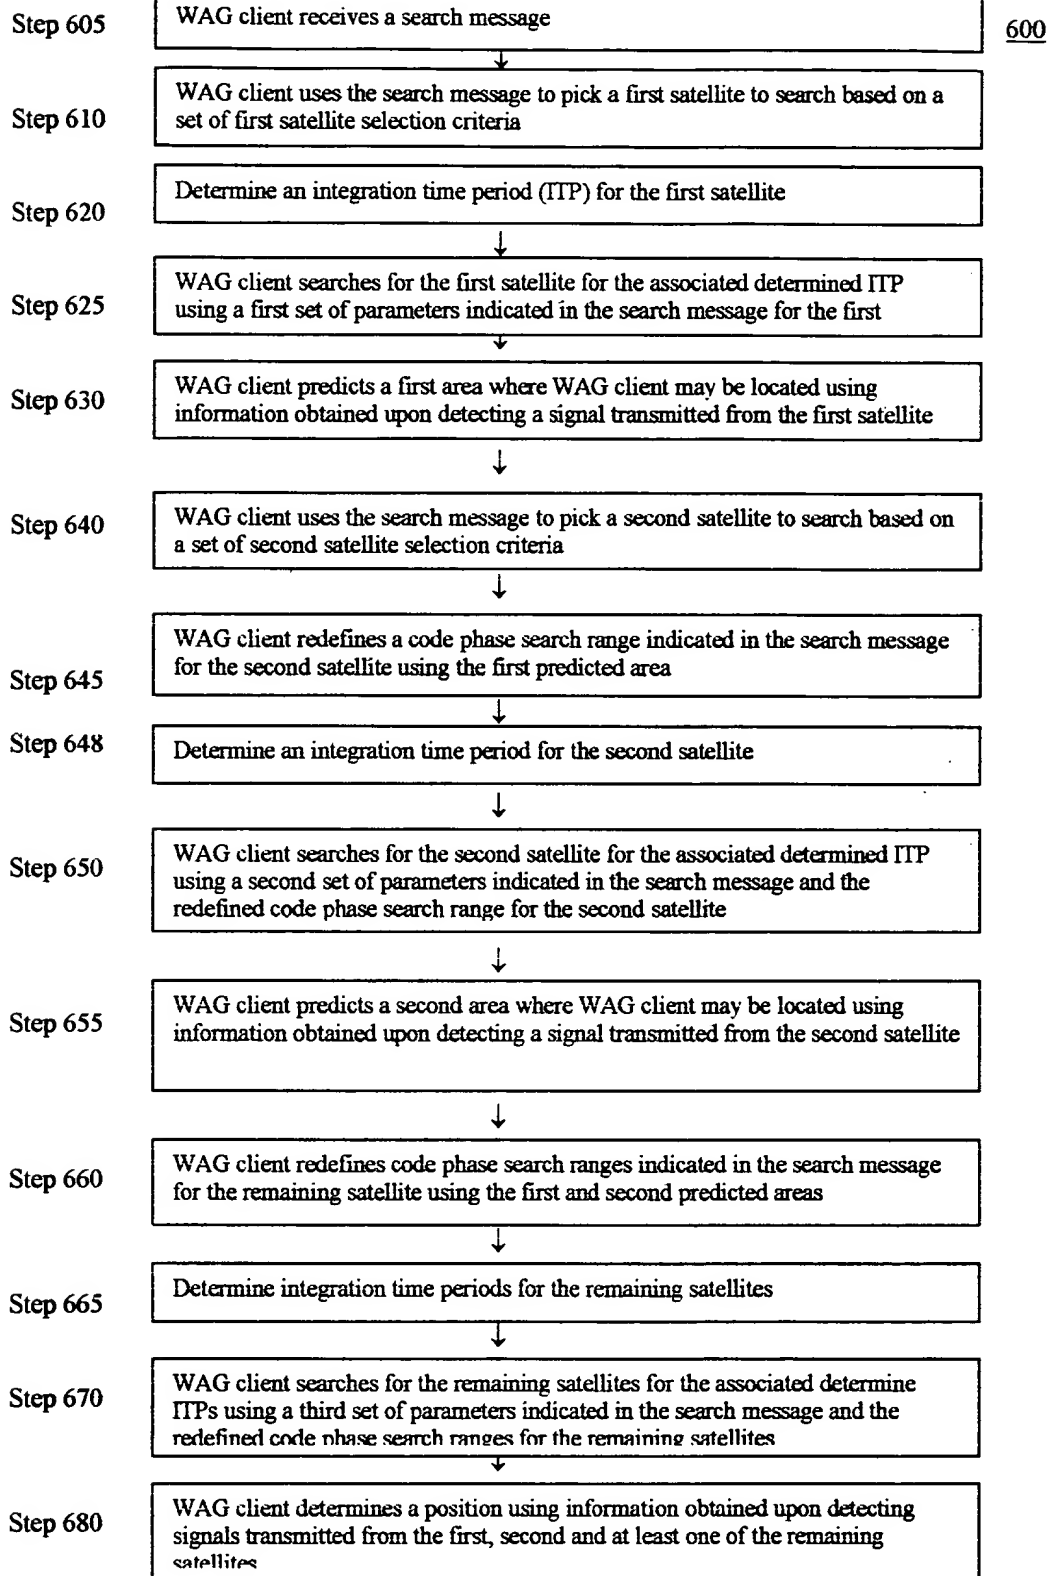 Step 605
WAG client receives a search message
600
Step 610
WAG client uses the search message to pick a first satellite to search based on a
set of first satellite selection criteria
Step 620
Determine an integration time period (ITP) for the first satellite
Step 625
WAG client searches for the first satellite for the associated determined ITP
using a first set of parameters indicated in the search message for the first
Step 630
WAG client predicts a first area where WAG client may be located using
information obtained upon detecting a signal transmitted from the first satellite
Step 640
WAG client uses the search message to pick a second satellite to search based on
a set of second satellite selection criteria
Step 645
WAG client redefines a code phase search range indicated in the search message
for the second satellite using the first predicted area
Step 648
Determine an integration time period for the second satellite
Step 650
WAG client searches for the second satellite for the associated determined ITP
using a second set of parameters indicated in the search message and the
redefined code phase search range for the second satellite
Step 655
WAG client predicts a second area where WAG client may be located using
information obtained upon detecting a signal transmitted from the second satellite
Step 660
WAG client redefines code phase search ranges indicated in the search message
for the remaining satellite using the first and second predicted areas
Step 665
Determine integration time periods for the remaining satellites
Step 670
WAG client searches for the remaining satellites for the associated determine
ITPs using a third set of parameters indicated in the search message and the
redefined code phase search ranges for the remaining satellites
Step 680
WAG client determines a position using information obtained upon detecting
signals transmitted from the first, second and at least one of the remaining
satellites